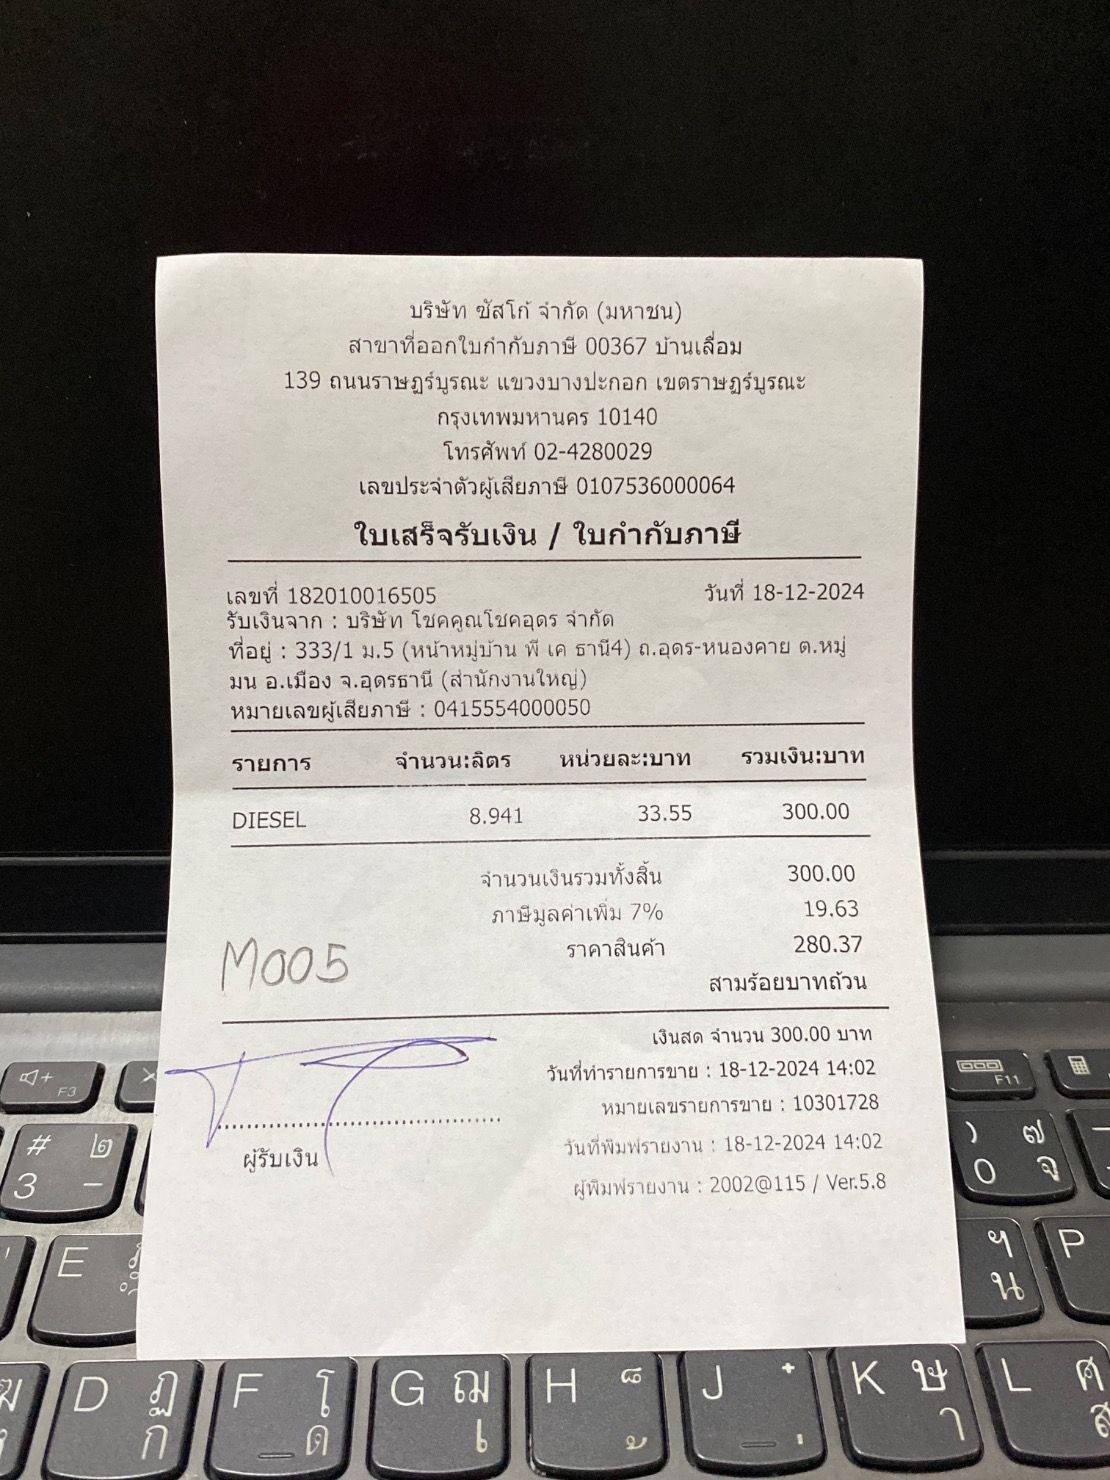 บริษัท ซัสโก้ จำกัด (มหาชน)
สาขาที่ออกใบกำกับภาษี 00367 บ้านเลื่อม
139 ถนนราษฎร์บูรณะ แขวงบางปะกอก เขตราษฎร์บูรณะ
กรุงเทพมหานคร 10140
โทรศัพท์ 02-4280029
เลขประจำตัวผู้เสียภาษี 0107536000064
ใบเสร็จรับเงิน / ใบกำกับภาษี
เลขที่ 182010016505 วันที่ 18-12-2024
รับเงินจาก : บริษัท โชคคูณโชคอุดร จำกัด
ที่อยู่ : 333/1 ม.5 (หน้าหมู่บ้าน พี เค ธานี4) ถ.อุดร-หนองคาย ต.หมู่
มน อ.เมือง จ.อุดรธานี (สำนักงานใหญ่)
หมายเลขผู้เสียภาษี : 0415554000050
รายการ จำนวน:ลิตร หน่วยละ:บาท รวมเงิน:บาท
DIESEL 8.941 33.55 300.00
จำนวนเงินรวมทั้งสิ้น 300.00
ภาษีมูลค่าเพิ่ม 7% 19.63
ราคาสินค้า 280.37
M005
สามร้อยบาทถ้วน
เงินสด จำนวน 300.00 บาท
วันที่ทำรายการขาย : 18-12-2024 14:02
หมายเลขรายการขาย : 10301728
วันที่พิมพ์รายงาน : 18-12-2024 14:02
ผู้รับเงิน
ผู้พิมพ์รายงาน : 2002@115 / Ver.5.8
F3
F11
# ๒
3 -
) ๗
0 จ
E ฎ
ำ
ฯ
น
P
D ฏ
ก
F โ
ด
G ฌ
เ
H ็
้
J ๋
่
K ษ
า
L ศ
ส